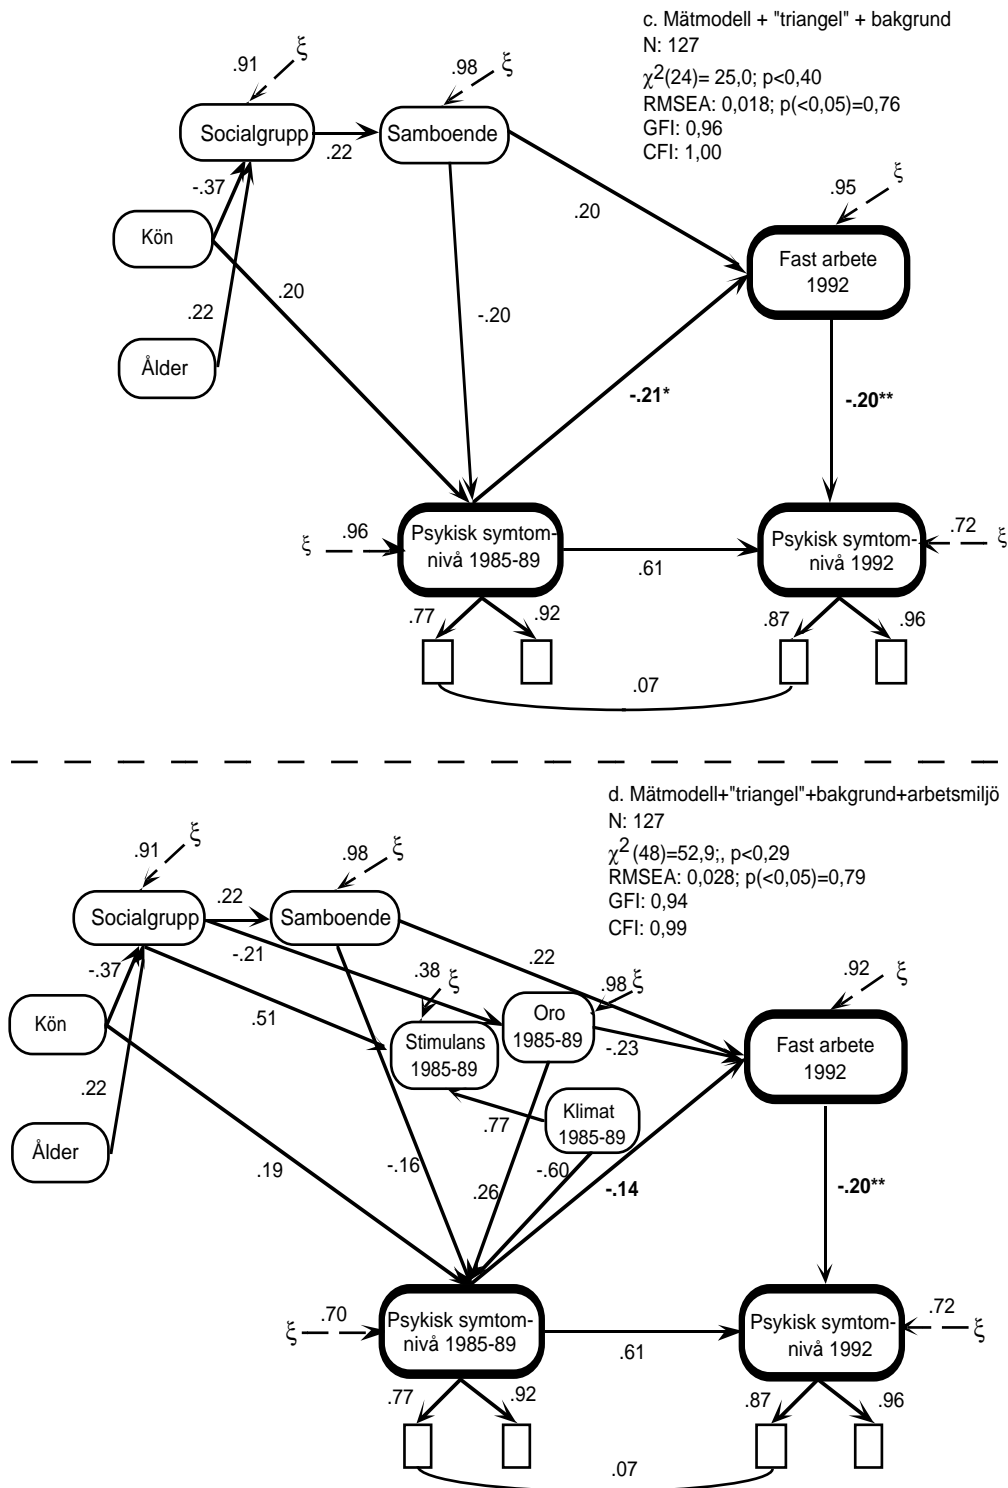 c. Mätmodell + "triangel" + bakgrund
N: 127
χ2(24)= 25,0; p<0,40
RMSEA: 0,018; p(<0,05)=0,76
GFI: 0,96
CFI: 1,00
.91 ξ
.98 ξ
Socialgrupp
.22
Samboende
-.37
.95 ξ
Kön
.20
Fast arbete
1992
.20
.22
-.20
Ålder
-.21*
-.20**
ξ .96
Psykisk symtom-
nivå 1985-89
.61
Psykisk symtom-
nivå 1992
.72 ξ
.77 .92
.87 .96
.07
d. Mätmodell+"triangel"+bakgrund+arbetsmiljö
N: 127
χ2 (48)=52,9;, p<0,29
RMSEA: 0,028; p(<0,05)=0,79
GFI: 0,94
CFI: 0,99
.91 ξ
.98 ξ
Socialgrupp
.22
Samboende
-.21
.22
-.37
.38 ξ
.98 ξ
.92 ξ
Kön
.51
Stimulans
1985-89
Oro
1985-89
-.23
Fast arbete
1992
.22
.77
Klimat
1985-89
Ålder
.19
-.16
.26
-.60
-.14
-.20**
ξ .70
Psykisk symtom-
nivå 1985-89
.61
Psykisk symtom-
nivå 1992
.72 ξ
.77 .92
.87 .96
.07